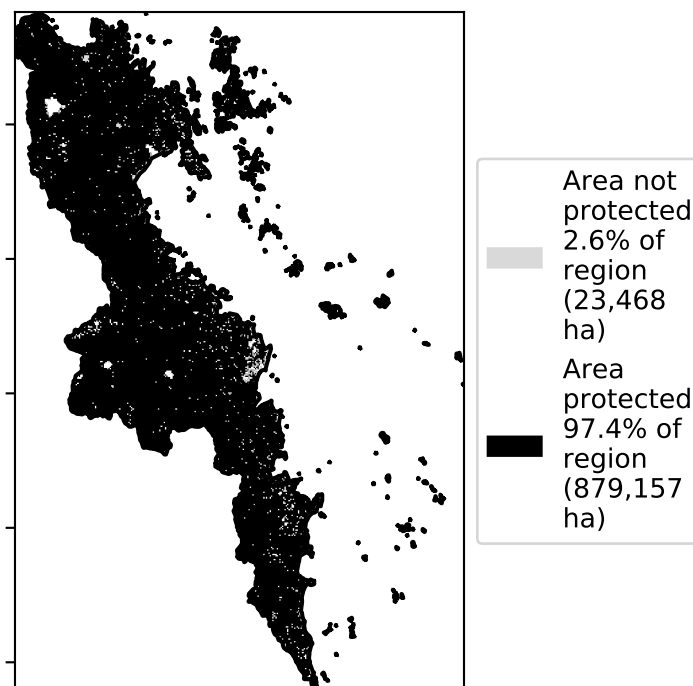 Area not
protected
2.6% of
region
(23,468
ha)
Area
protected
97.4% of
region
(879,157
ha)